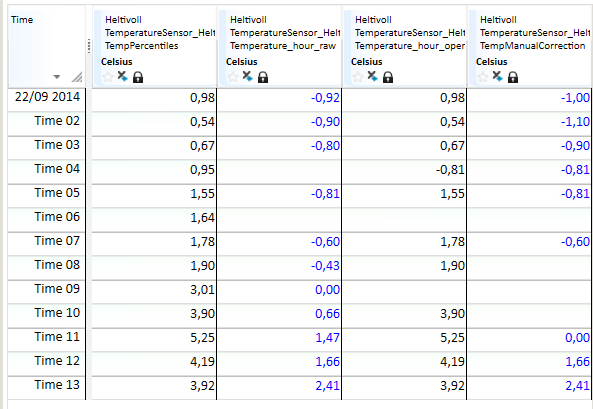 Time Heltivoll Heltivoll Heltivoll Heltivoll
TemperatureSensor_Helt TemperatureSensor_Helt TemperatureSensor_Helt TemperatureSensor_Helt
TempPercentiles Temperature_hour_raw Temperature_hour_oper TempManualCorrection
Celsius Celsius Celsius Celsius
22/09 2014 0,98 -0,92 0,98 -1,00
Time 02 0,54 -0,90 0,54 -1,10
Time 03 0,67 -0,80 0,67 -0,90
Time 04 0,95 -0,81 -0,81
Time 05 1,55 -0,81 1,55 -0,81
Time 06 1,64
Time 07 1,78 -0,60 1,78 -0,60
Time 08 1,90 -0,43 1,90
Time 09 3,01 0,00
Time 10 3,90 0,66 3,90
Time 11 5,25 1,47 5,25 0,00
Time 12 4,19 1,66 4,19 1,66
Time 13 3,92 2,41 3,92 2,41